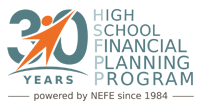 30
YEARS
HIGH
SCHOOL
FINANCIAL
PLANNING
PROGRAM
powered by NEFE since 1984